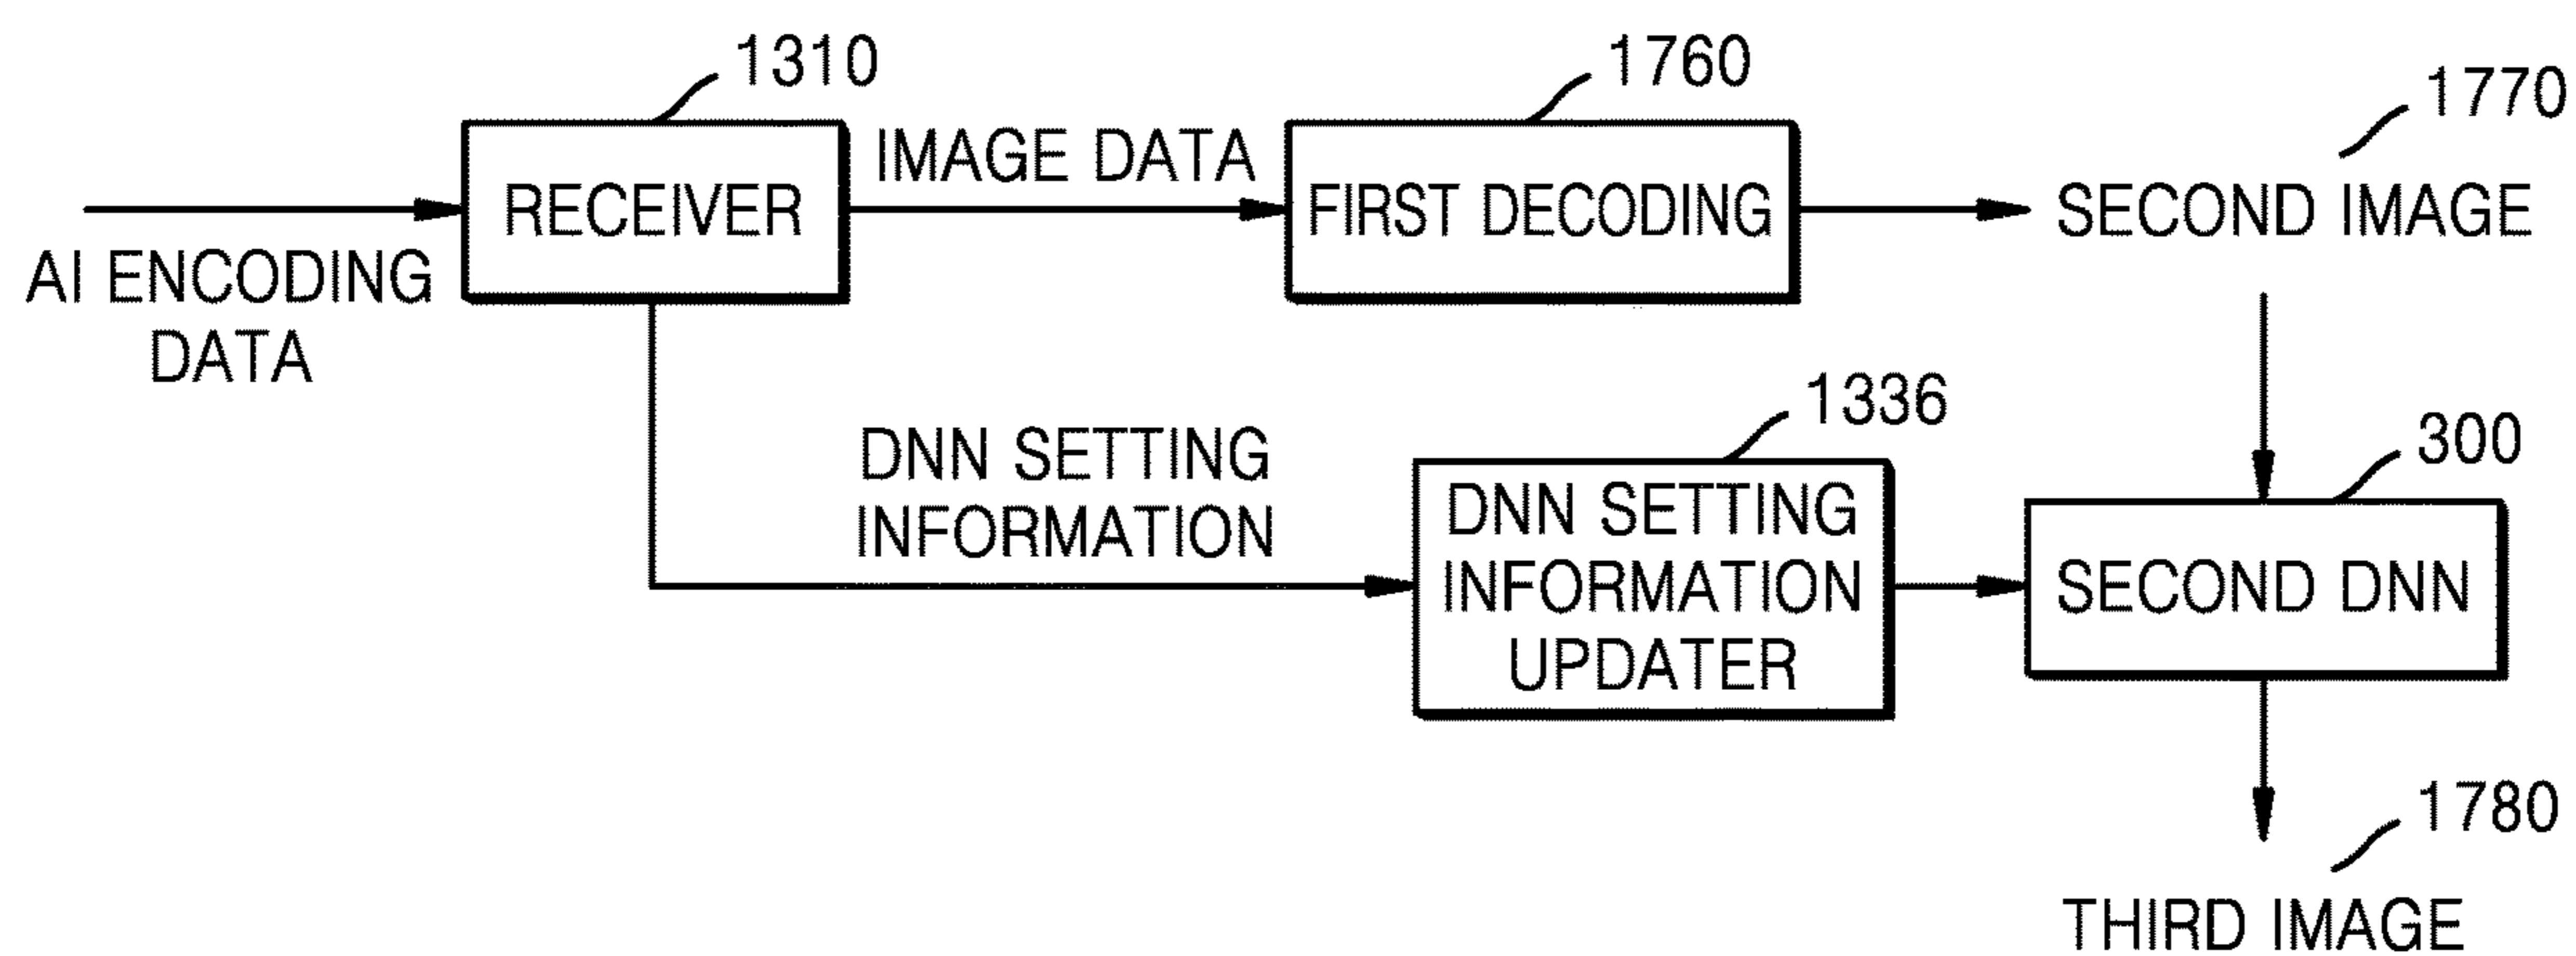 1310
1760
1770
IMAGE DATA
RECEIVER
FIRST DECODING
SECOND IMAGE
AI ENCODING
DATA
1336
300
DNN SETTING
INFORMATION
DNN SETTING
INFORMATION
UPDATER
SECOND DNN
1780
THIRD IMAGE